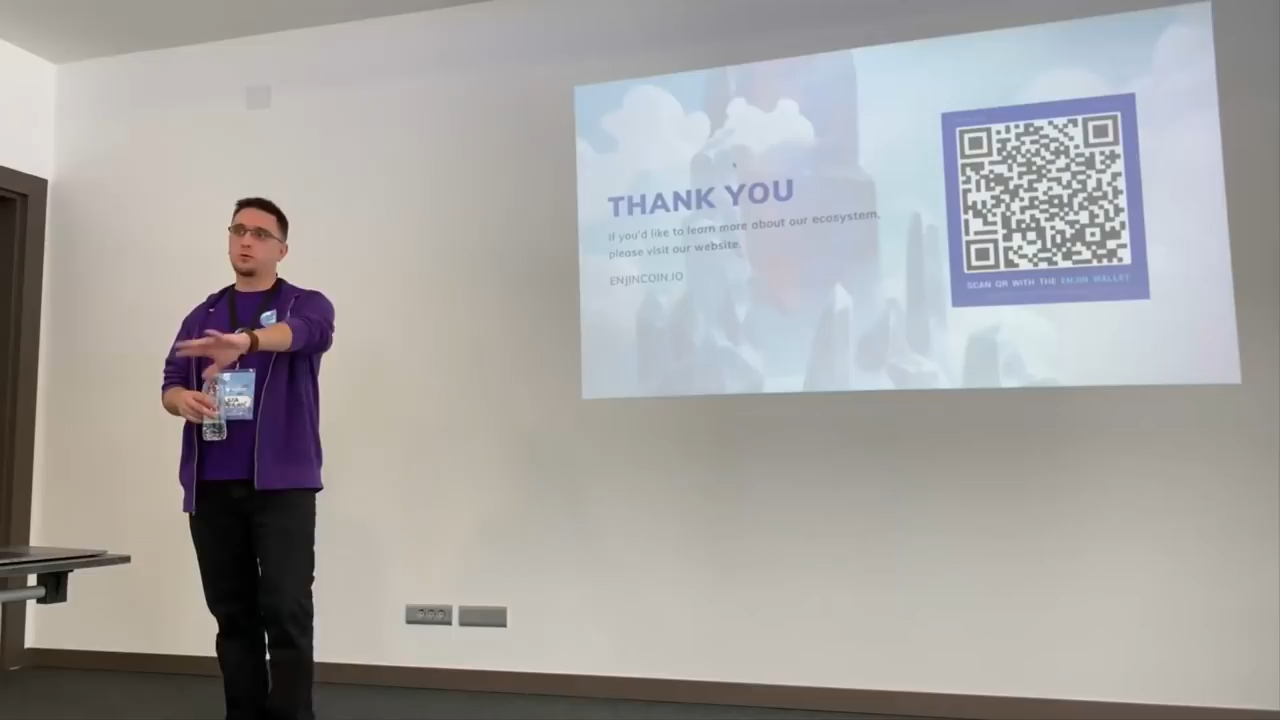 THANK YOU
If you'd like to learn more about our ecosystem,
please visit our website.
ENJINCOIN.IO
SCAN QR WITH THE ENJIN WALLET